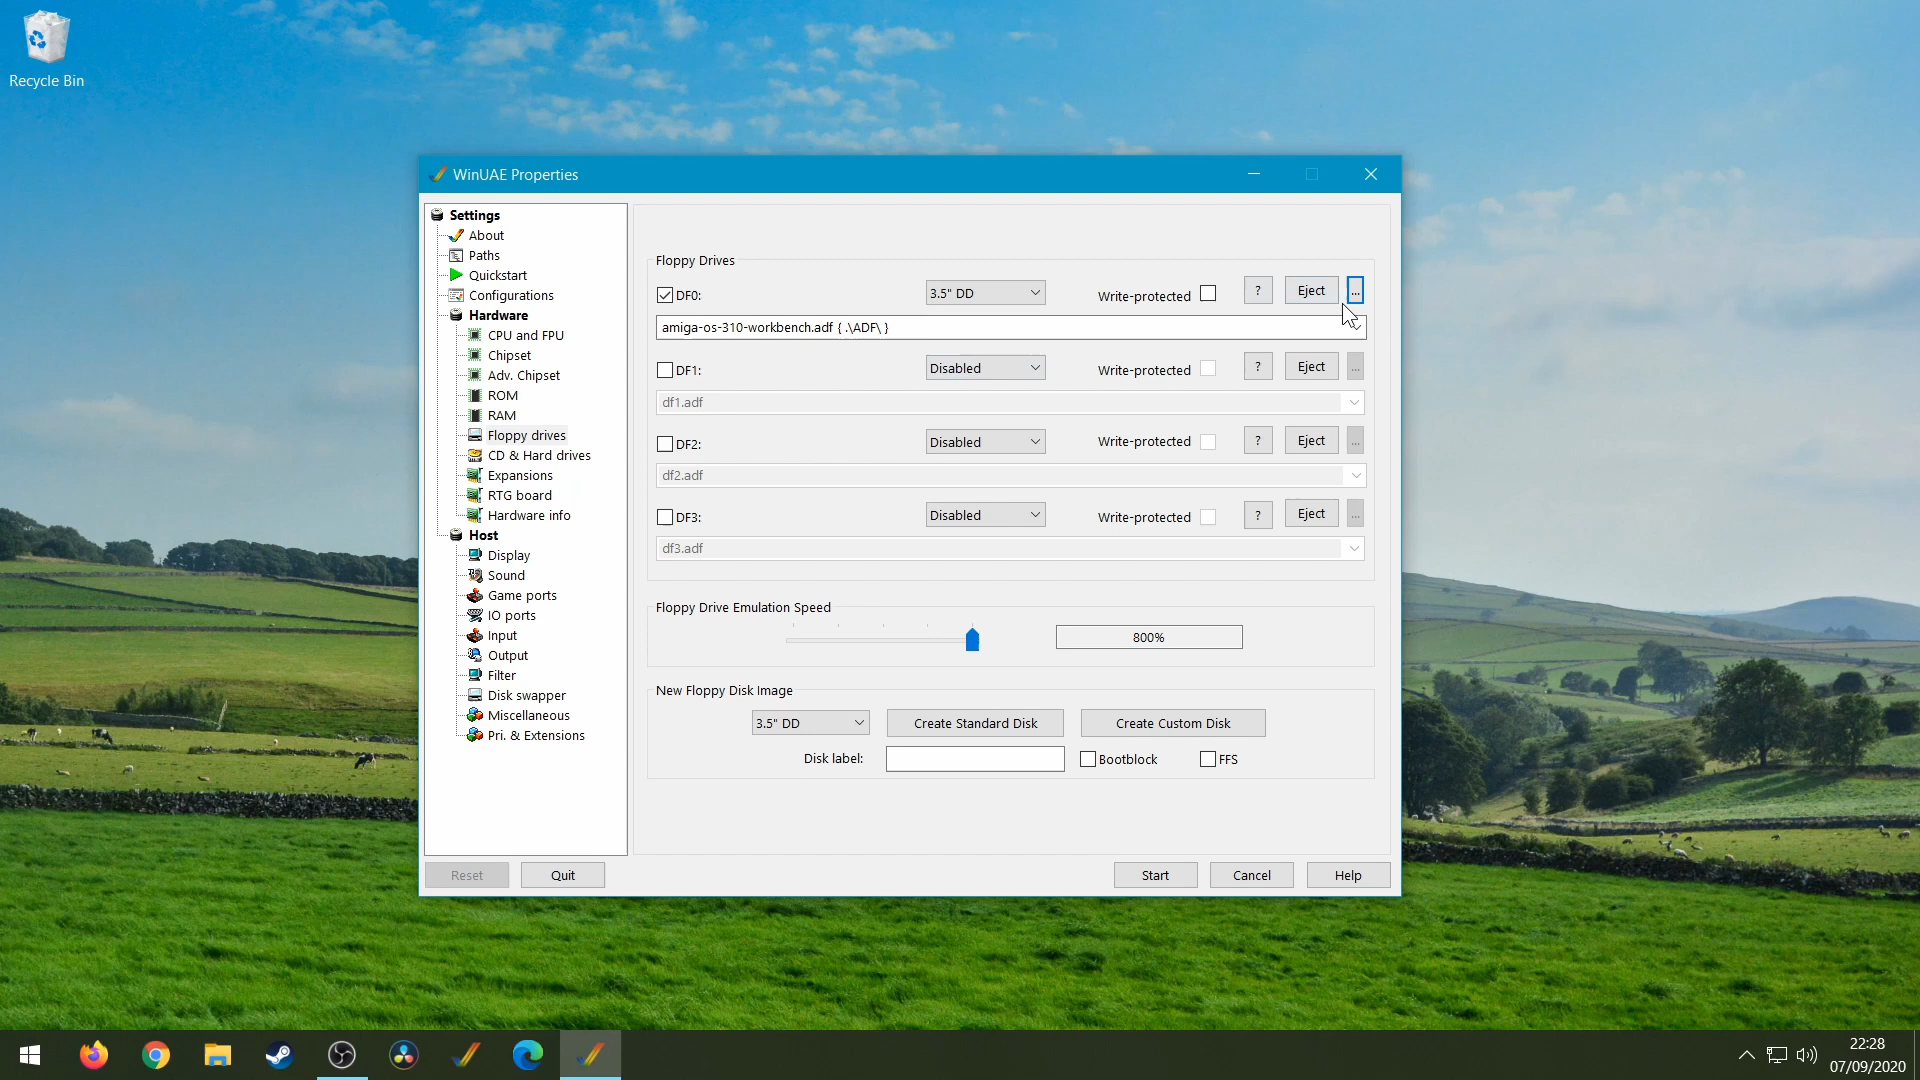 Recycle Bin
WinUAE Properties
Settings
About
Paths
Quickstart
Configurations
Hardware
CPU and FPU
Chipset
Adv. Chipset
ROM
RAM
Floppy drives
CD & Hard drives
Expansions
RTG board
Hardware info
Host
Display
Sound
Game ports
IO ports
Input
Output
Filter
Disk swapper
Miscellaneous
Pri. & Extensions
Floppy Drives
DF0: 3.5" DD Write-protected ? Eject ...
amiga-os-310-workbench.adf { .\ADF\ }
DF1: Disabled Write-protected ? Eject ...
df1.adf
DF2: Disabled Write-protected ? Eject ...
df2.adf
DF3: Disabled Write-protected ? Eject ...
df3.adf
Floppy Drive Emulation Speed
800%
New Floppy Disk Image
3.5" DD Create Standard Disk Create Custom Disk
Disk label: Bootblock FFS
Reset Quit Start Cancel Help
22:28
07/09/2020